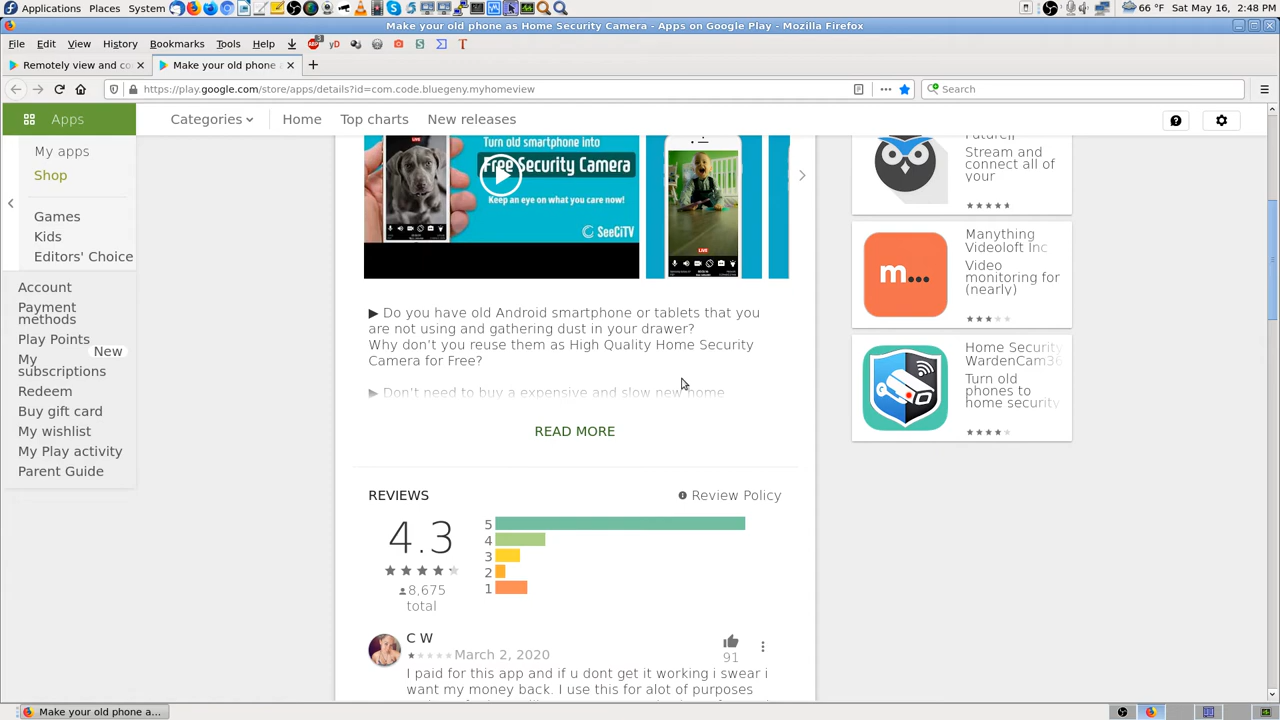 Applications Places System 66 °F Sat May 16, 2:48 PM
Make your old phone as Home Security Camera - Apps on Google Play - Mozilla Firefox
File Edit View History Bookmarks Tools Help
Remotely view and co
Make your old phone
https://play.google.com/store/apps/details?id=com.code.bluegeny.myhomeview
Search
Apps
Categories
Home
Top charts
New releases
My apps
Shop
Games
Kids
Editors' Choice
Account
Payment
methods
Play Points
My New
subscriptions
Redeem
Buy gift card
My wishlist
My Play activity
Parent Guide
LIVE
Turn old smartphone into
Free Security Camera
Keep an eye on what you care now!
SeeCiTV
LIVE
▶ Do you have old Android smartphone or tablets that you
are not using and gathering dust in your drawer?
Why don't you reuse them as High Quality Home Security
Camera for Free?
▶ Don't need to buy a expensive and slow new home
READ MORE
REVIEWS
Review Policy
4.3
8,675
total
5
4
3
2
1
C W
March 2, 2020
91
I paid for this app and if u dont get it working i swear i
want my money back. I use this for alot of purposes
Stream and
connect all of
your
m...
Manything
Videoloft Inc
Video
monitoring for
(nearly)
Home Security
WardenCam36
Turn old
phones to
home security
Make your old phone a...